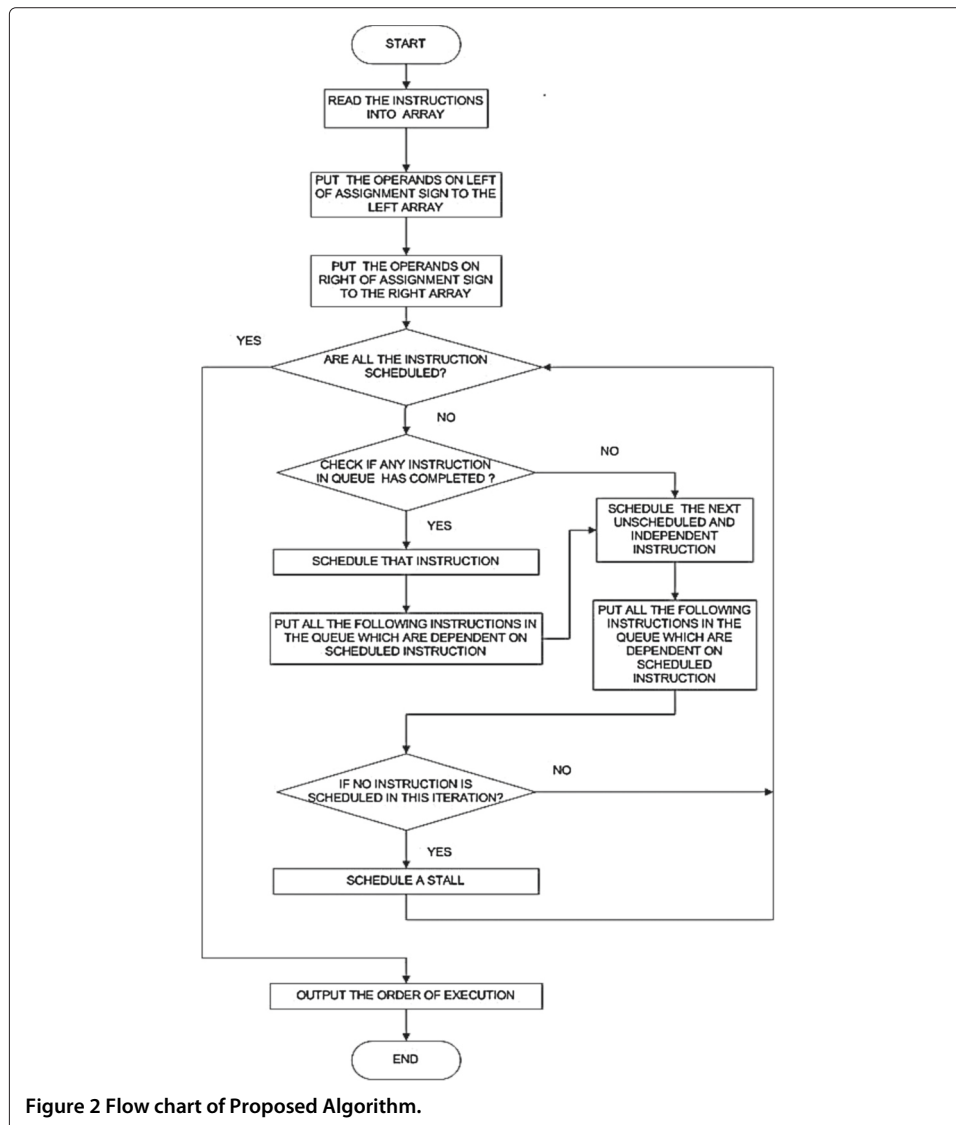 START
READ THE INSTRUCTIONS
INTO ARRAY
PUT THE OPERANDS ON LEFT
OF ASSIGNMENT SIGN TO THE
LEFT ARRAY
PUT THE OPERANDS ON
RIGHT OF ASSIGNMENT SIGN
TO THE RIGHT ARRAY
YES
ARE ALL THE INSTRUCTION
SCHEDULED?
NO
CHECK IF ANY INSTRUCTION
IN QUEUE HAS COMPLETED ?
NO
YES
SCHEDULE THE NEXT
UNSCHEDULED AND
INDEPENDENT
INSTRUCTION
SCHEDULE THAT INSTRUCTION
PUT ALL THE FOLLOWING INSTRUCTIONS IN
THE QUEUE WHICH ARE DEPENDENT ON
SCHEDULED INSTRUCTION
PUT ALL THE FOLLOWING
INSTRUCTIONS IN THE
QUEUE WHICH ARE
DEPENDENT ON
SCHEDULED
INSTRUCTION
IF NO INSTRUCTION IS
SCHEDULED IN THIS ITERATION?
NO
YES
SCHEDULE A STALL
OUTPUT THE ORDER OF EXECUTION
END
Figure 2 Flow chart of Proposed Algorithm.